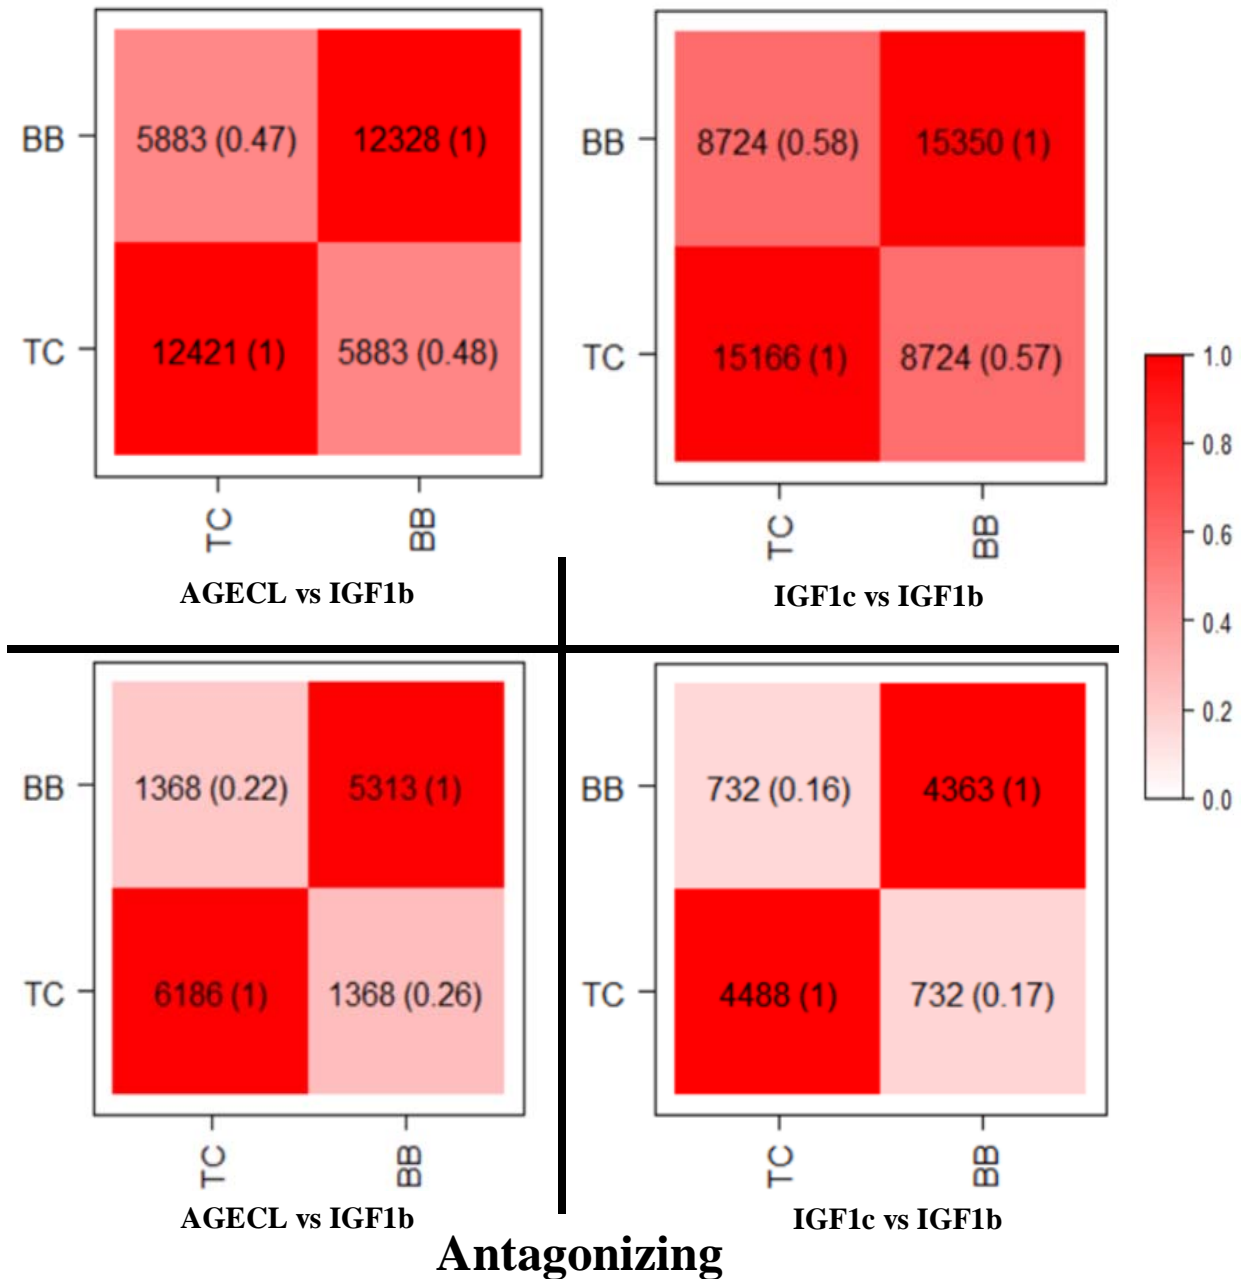 BB 5883 (0.47) 12328 (1)
TC 12421 (1) 5883 (0.48)
TC BB
AGECL vs IGF1b
BB 8724 (0.58) 15350 (1)
TC 15166 (1) 8724 (0.57)
TC BB
IGF1c vs IGF1b
1.0
0.8
0.6
0.4
0.2
0.0
BB 1368 (0.22) 5313 (1)
TC 6186 (1) 1368 (0.26)
TC BB
AGECL vs IGF1b
BB 732 (0.16) 4363 (1)
TC 4488 (1) 732 (0.17)
TC BB
IGF1c vs IGF1b
Antagonizing